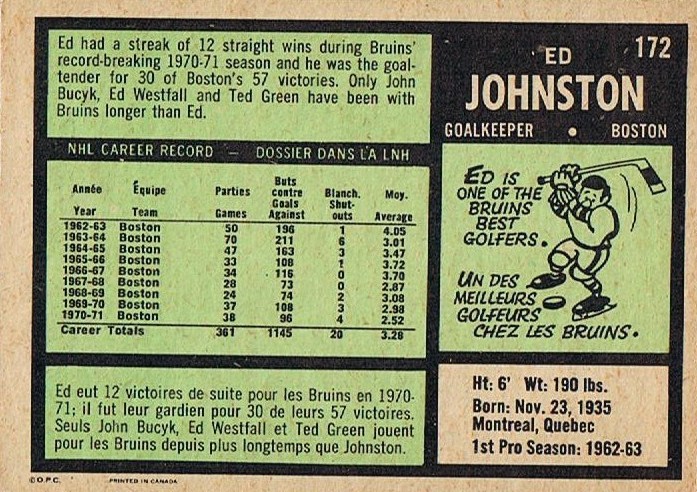 Ed had a streak of 12 straight wins during Bruins'
record-breaking 1970-71 season and he was the goal-
tender for 30 of Boston's 57 victories. Only John
Bucyk, Ed Westfall and Ted Green have been with
Bruins longer than Ed.
172
ED
JOHNSTON
GOALKEEPER • BOSTON
NHL CAREER RECORD — DOSSIER DANS LA LNH
Année Équipe Parties Buts contre Blanch. Moy.
Year Team Games Goals Against Shut-outs Average
1962-63 Boston 50 196 1 4.05
1963-64 Boston 70 211 6 3.01
1964-65 Boston 47 163 3 3.47
1965-66 Boston 33 108 1 3.72
1966-67 Boston 34 116 0 3.70
1967-68 Boston 28 73 0 2.87
1968-69 Boston 24 74 2 3.08
1969-70 Boston 37 108 3 2.98
1970-71 Boston 38 96 4 2.52
Career Totals 361 1145 20 3.28
ED IS
ONE OF THE
BRUINS
BEST
GOLFERS.
UN DES
MEILLEURS
GOLFEURS
CHEZ LES BRUINS.
Ed eut 12 victoires de suite pour les Bruins en 1970-
71; il fut leur gardien pour 30 de leurs 57 victoires.
Seuls John Bucyk, Ed Westfall et Ted Green jouent
pour les Bruins depuis plus longtemps que Johnston.
Ht: 6' Wt: 190 lbs.
Born: Nov. 23, 1935
Montreal, Quebec
1st Pro Season: 1962-63
© O.P.C. PRINTED IN CANADA